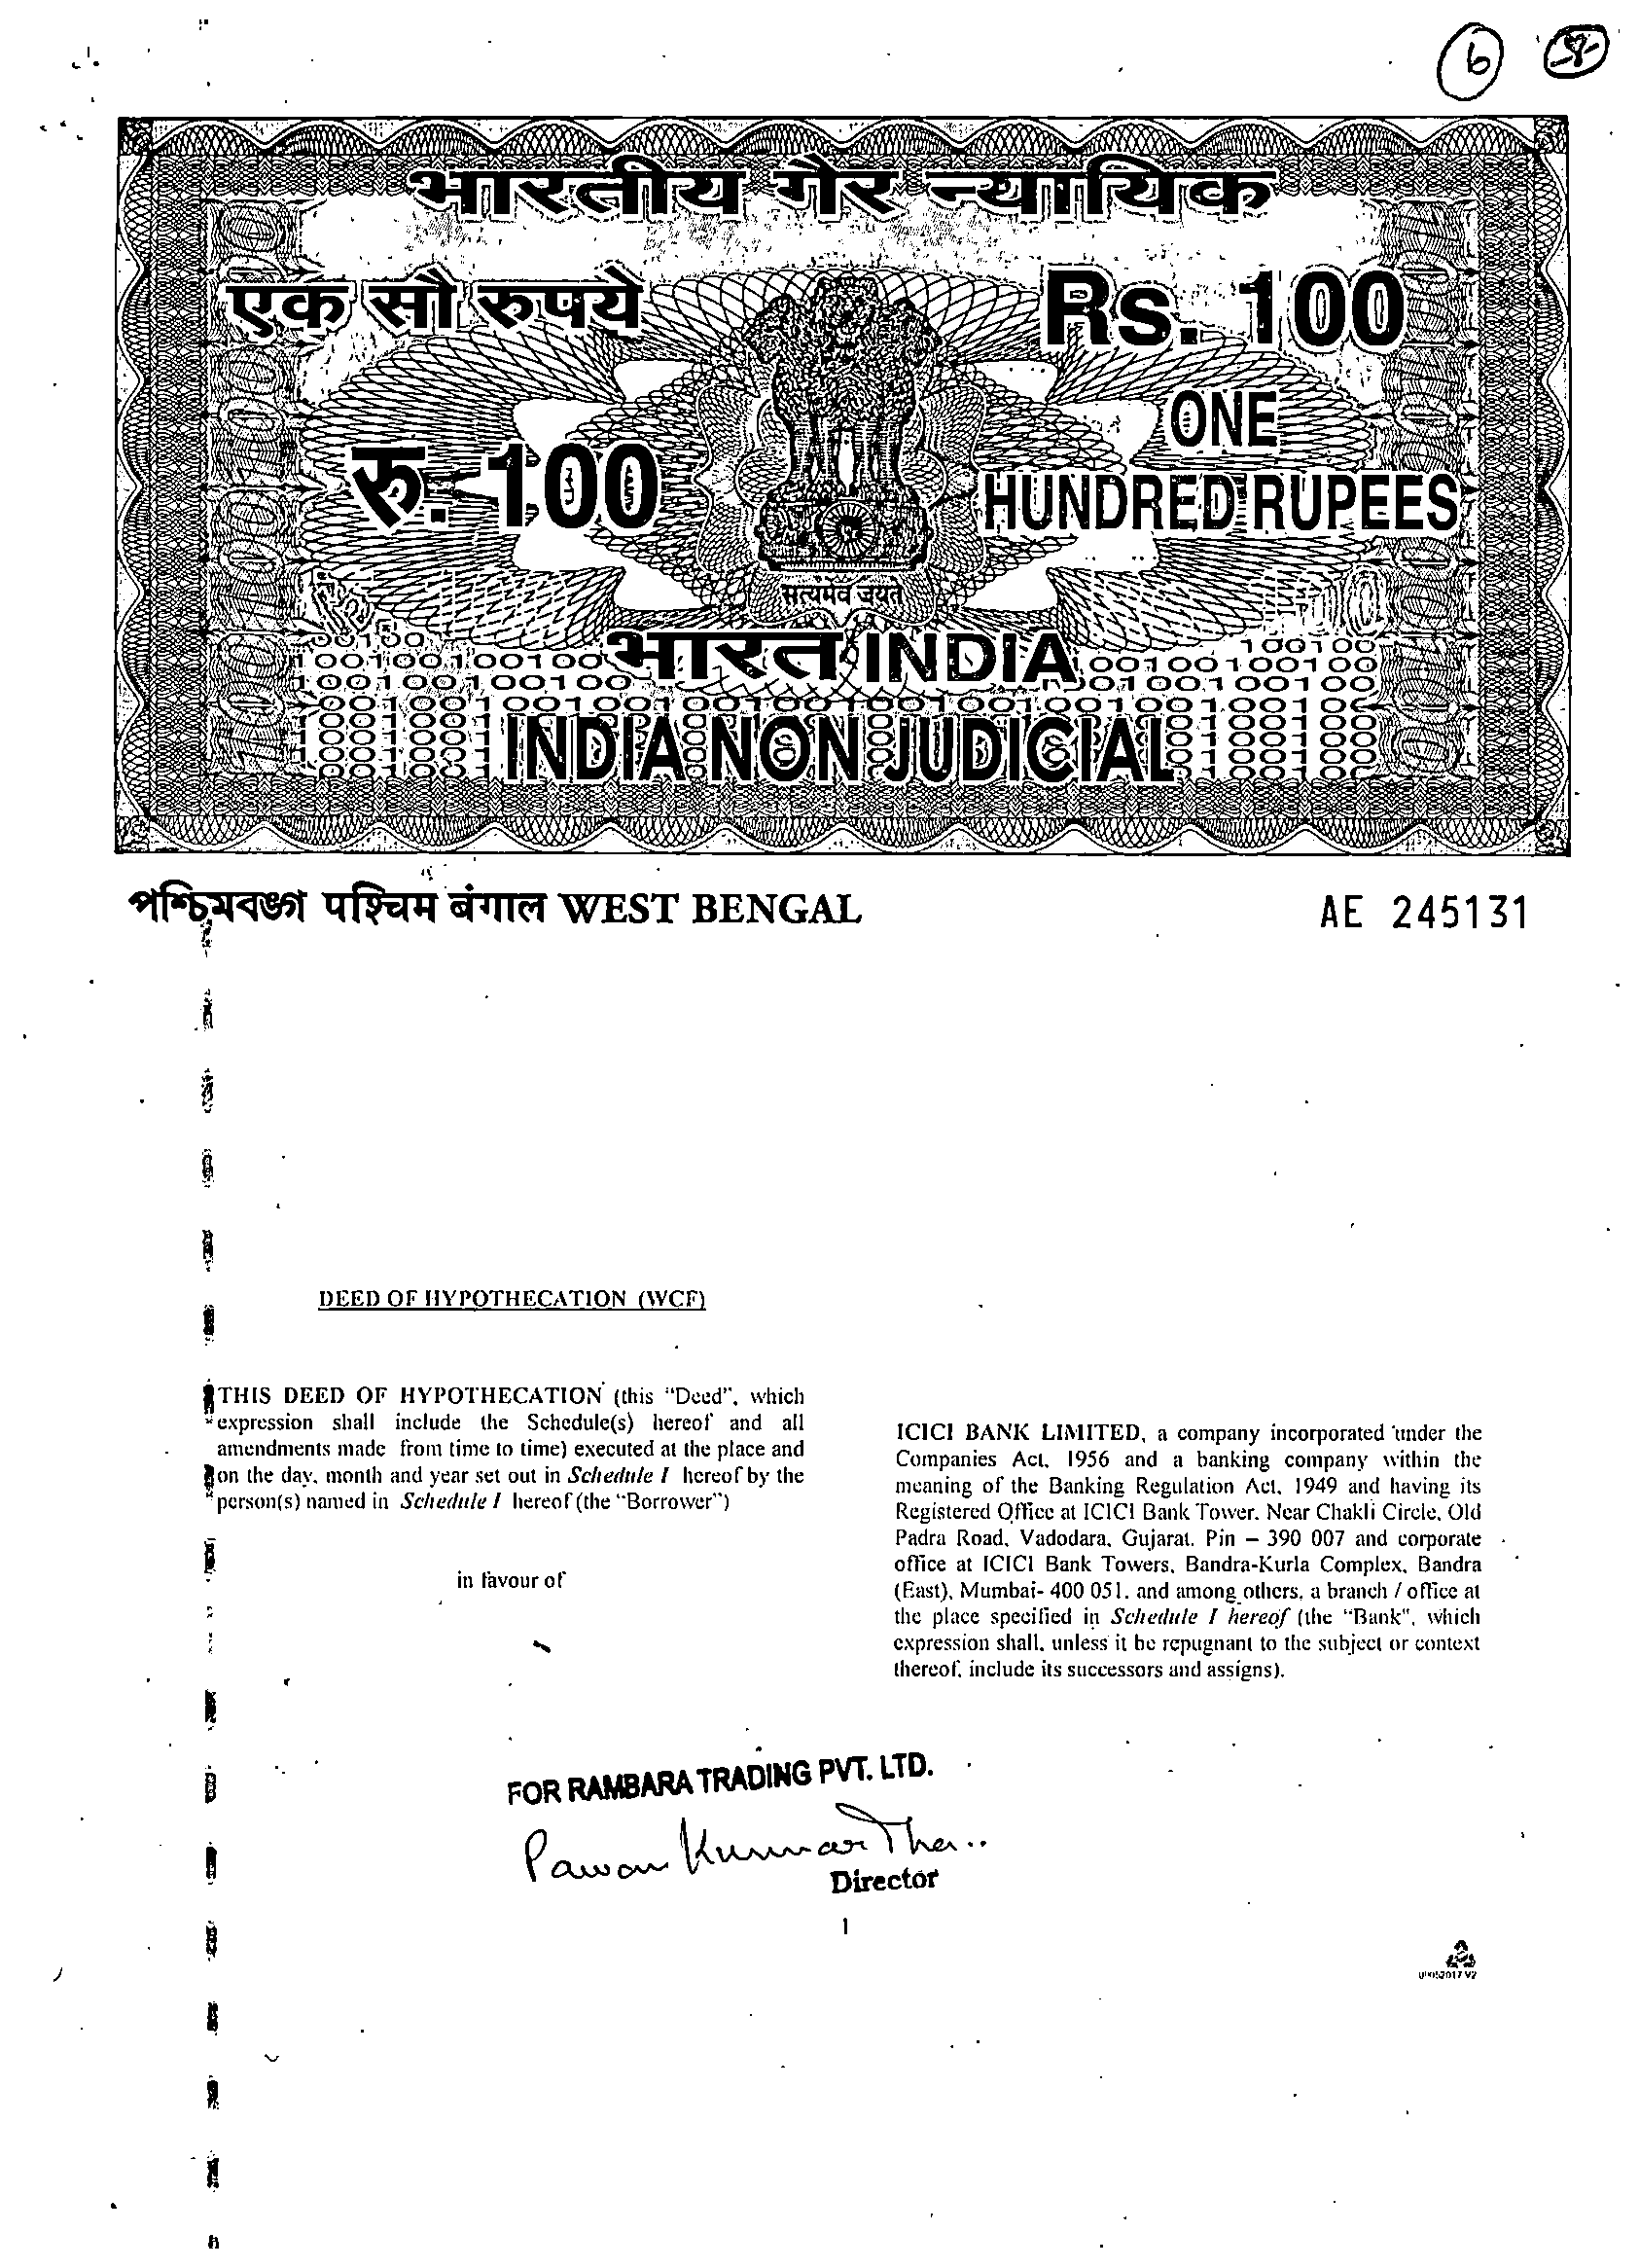 6
भारतीय गैर न्यायिक
एक सौ रुपये
Rs. 100
रु. 100
ONE
HUNDRED RUPEES
सत्यमेव जयते
भारत INDIA
INDIA NON JUDICIAL
পশ্চিমবঙ্গ पश्चिम बंगाल WEST BENGAL
AE 245131
DEED OF HYPOTHECATION (WCF)
THIS DEED OF HYPOTHECATION (this "Deed", which
expression shall include the Schedule(s) hereof and all
amendments made from time to time) executed at the place and
on the day, month and year set out in Schedule I hereof by the
person(s) named in Schedule I hereof (the "Borrower")
in favour of
ICICI BANK LIMITED, a company incorporated under the
Companies Act, 1956 and a banking company within the
meaning of the Banking Regulation Act, 1949 and having its
Registered Office at ICICI Bank Tower, Near Chakli Circle, Old
Padra Road, Vadodara, Gujarat. Pin – 390 007 and corporate
office at ICICI Bank Towers, Bandra-Kurla Complex, Bandra
(East), Mumbai- 400 051, and among others, a branch / office at
the place specified in Schedule I hereof (the "Bank", which
expression shall, unless it be repugnant to the subject or context
thereof, include its successors and assigns).
FOR RAMBARA TRADING PVT. LTD.
Pawan Kumar
Director
1